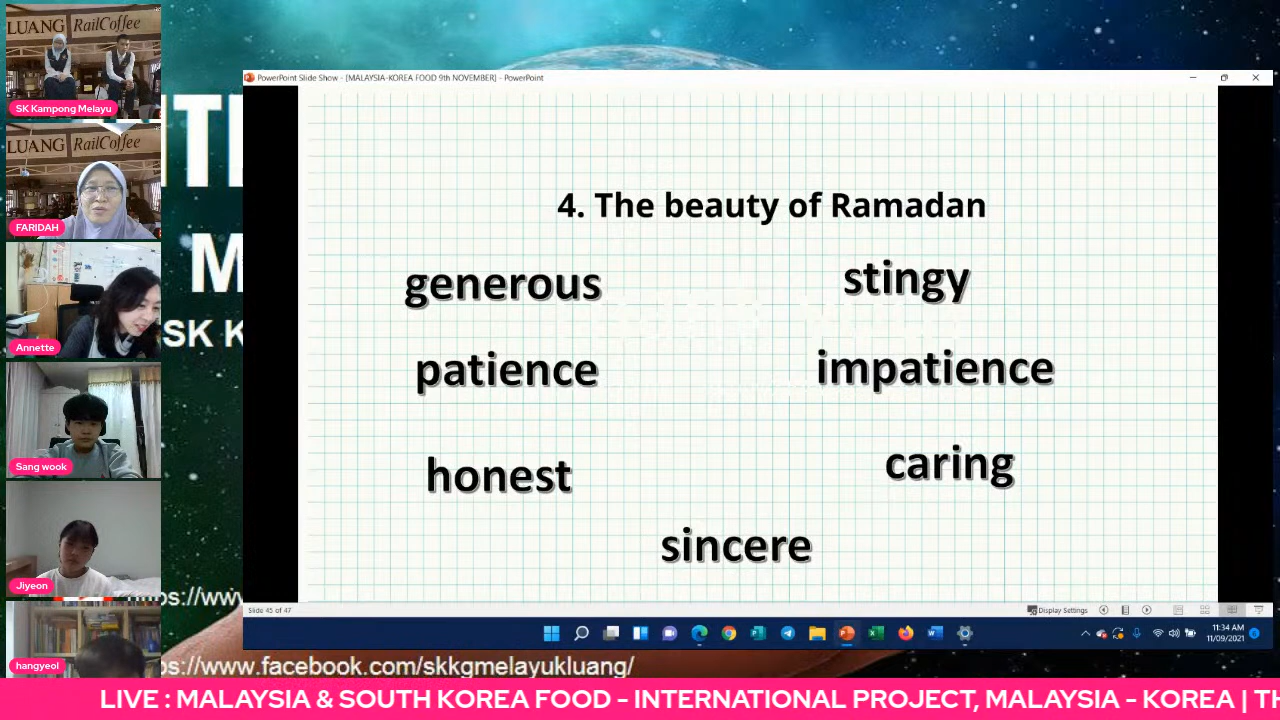 LUANG RailCoffee
SK Kampong Melayu
LUANG RailCoffee
FARIDAH
Annette
Sang wook
Jiyeon
hangyeol
M
SK K
https://www
ps://www.facebook.com/skkgmelayukluang/
PowerPoint Slide Show - [MALAYSIA-KOREA FOOD 9th NOVEMBER] - PowerPoint
4. The beauty of Ramadan
generous stingy
patience impatience
honest caring
sincere
Slide 45 of 47 Display Settings
11:34 AM
11/09/2021
LIVE : MALAYSIA & SOUTH KOREA FOOD - INTERNATIONAL PROJECT, MALAYSIA - KOREA | TH